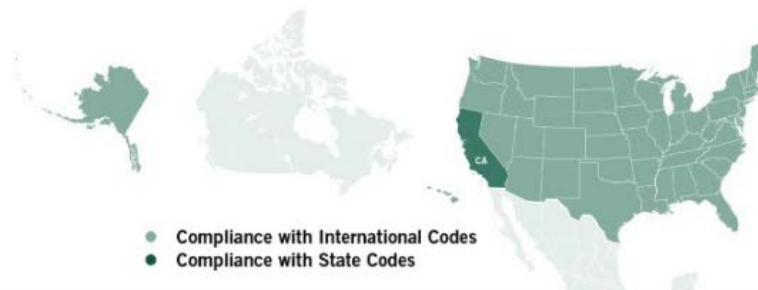 CA
Compliance with International Codes
Compliance with State Codes